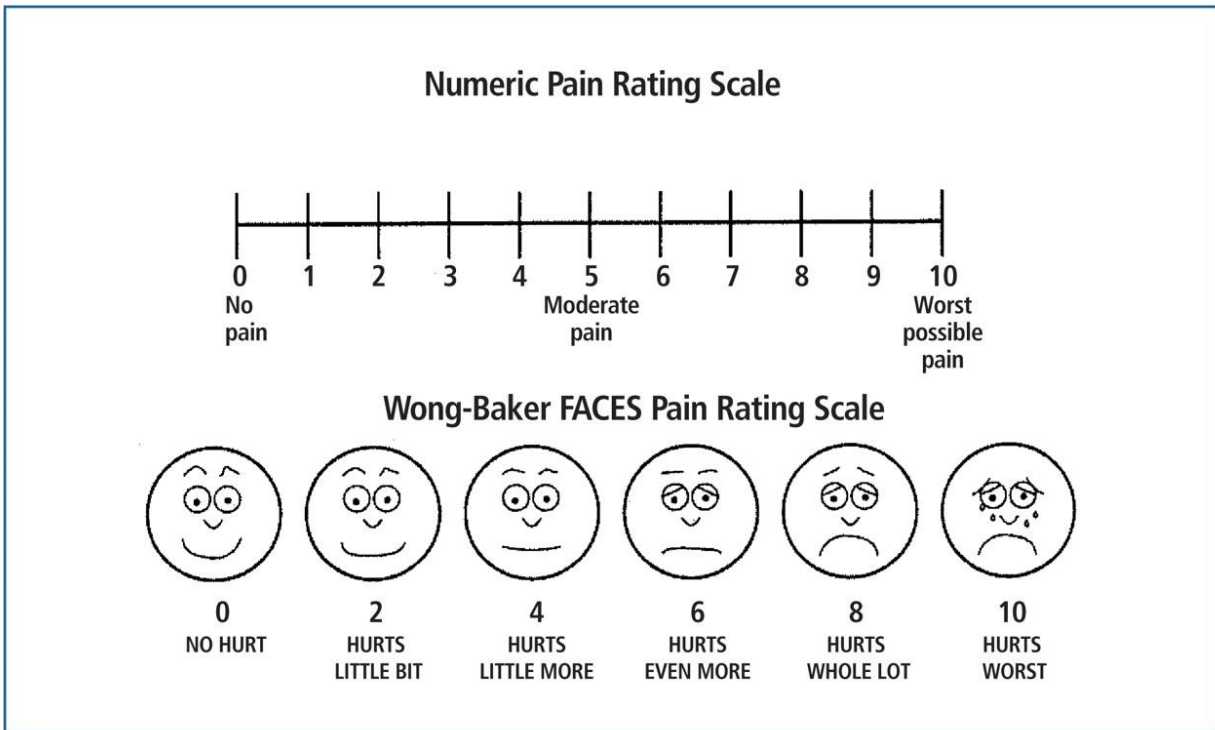 Numeric Pain Rating Scale
0 1 2 3 4 5 6 7 8 9 10
No Moderate Worst
pain pain possible
pain
Wong-Baker FACES Pain Rating Scale
0 2 4 6 8 10
NO HURT HURTS HURTS HURTS HURTS HURTS
LITTLE BIT LITTLE MORE EVEN MORE WHOLE LOT WORST